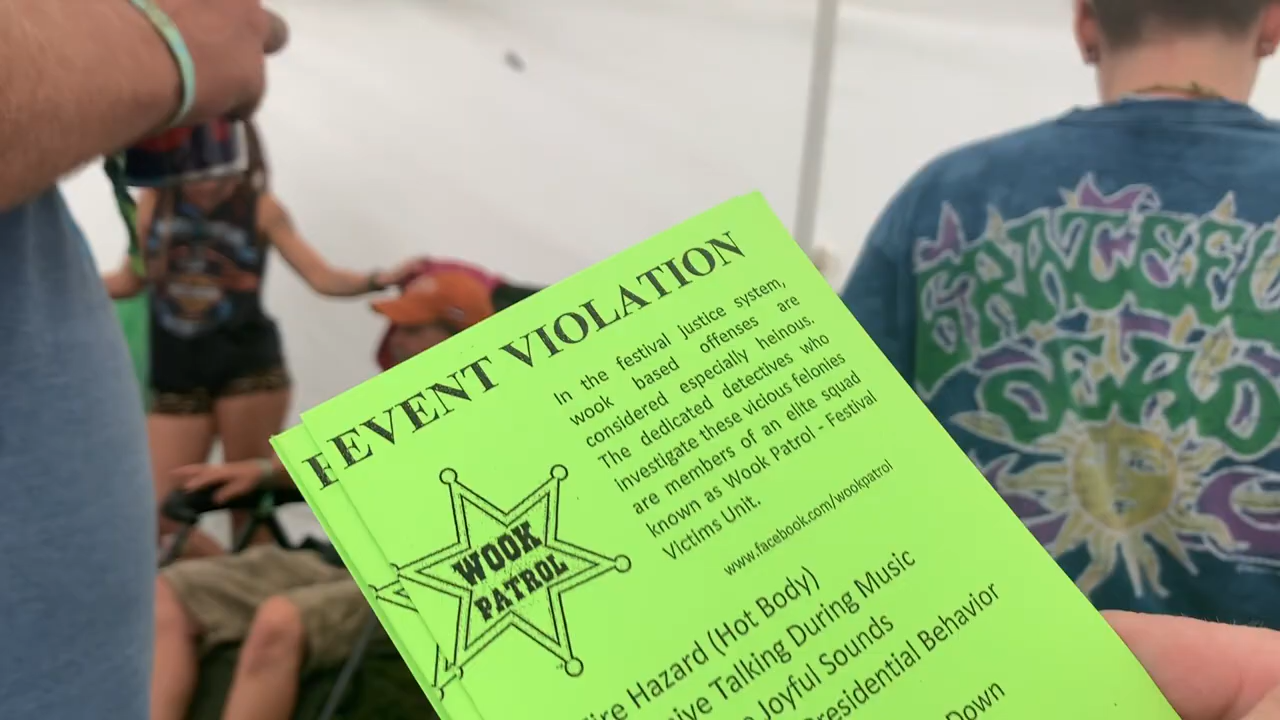 EVENT VIOLATION
In the festival justice system,
wook based offenses are
considered especially heinous.
The dedicated detectives who
investigate these vicious felonies
are members of an elite squad
known as Wook Patrol - Festival
Victims Unit.
www.facebook.com/wookpatrol
WOOK
PATROL
Fire Hazard (Hot Body)
Talking During Music
Joyful Sounds
Presidential Behavior
Down
GRATEFU
DEAD